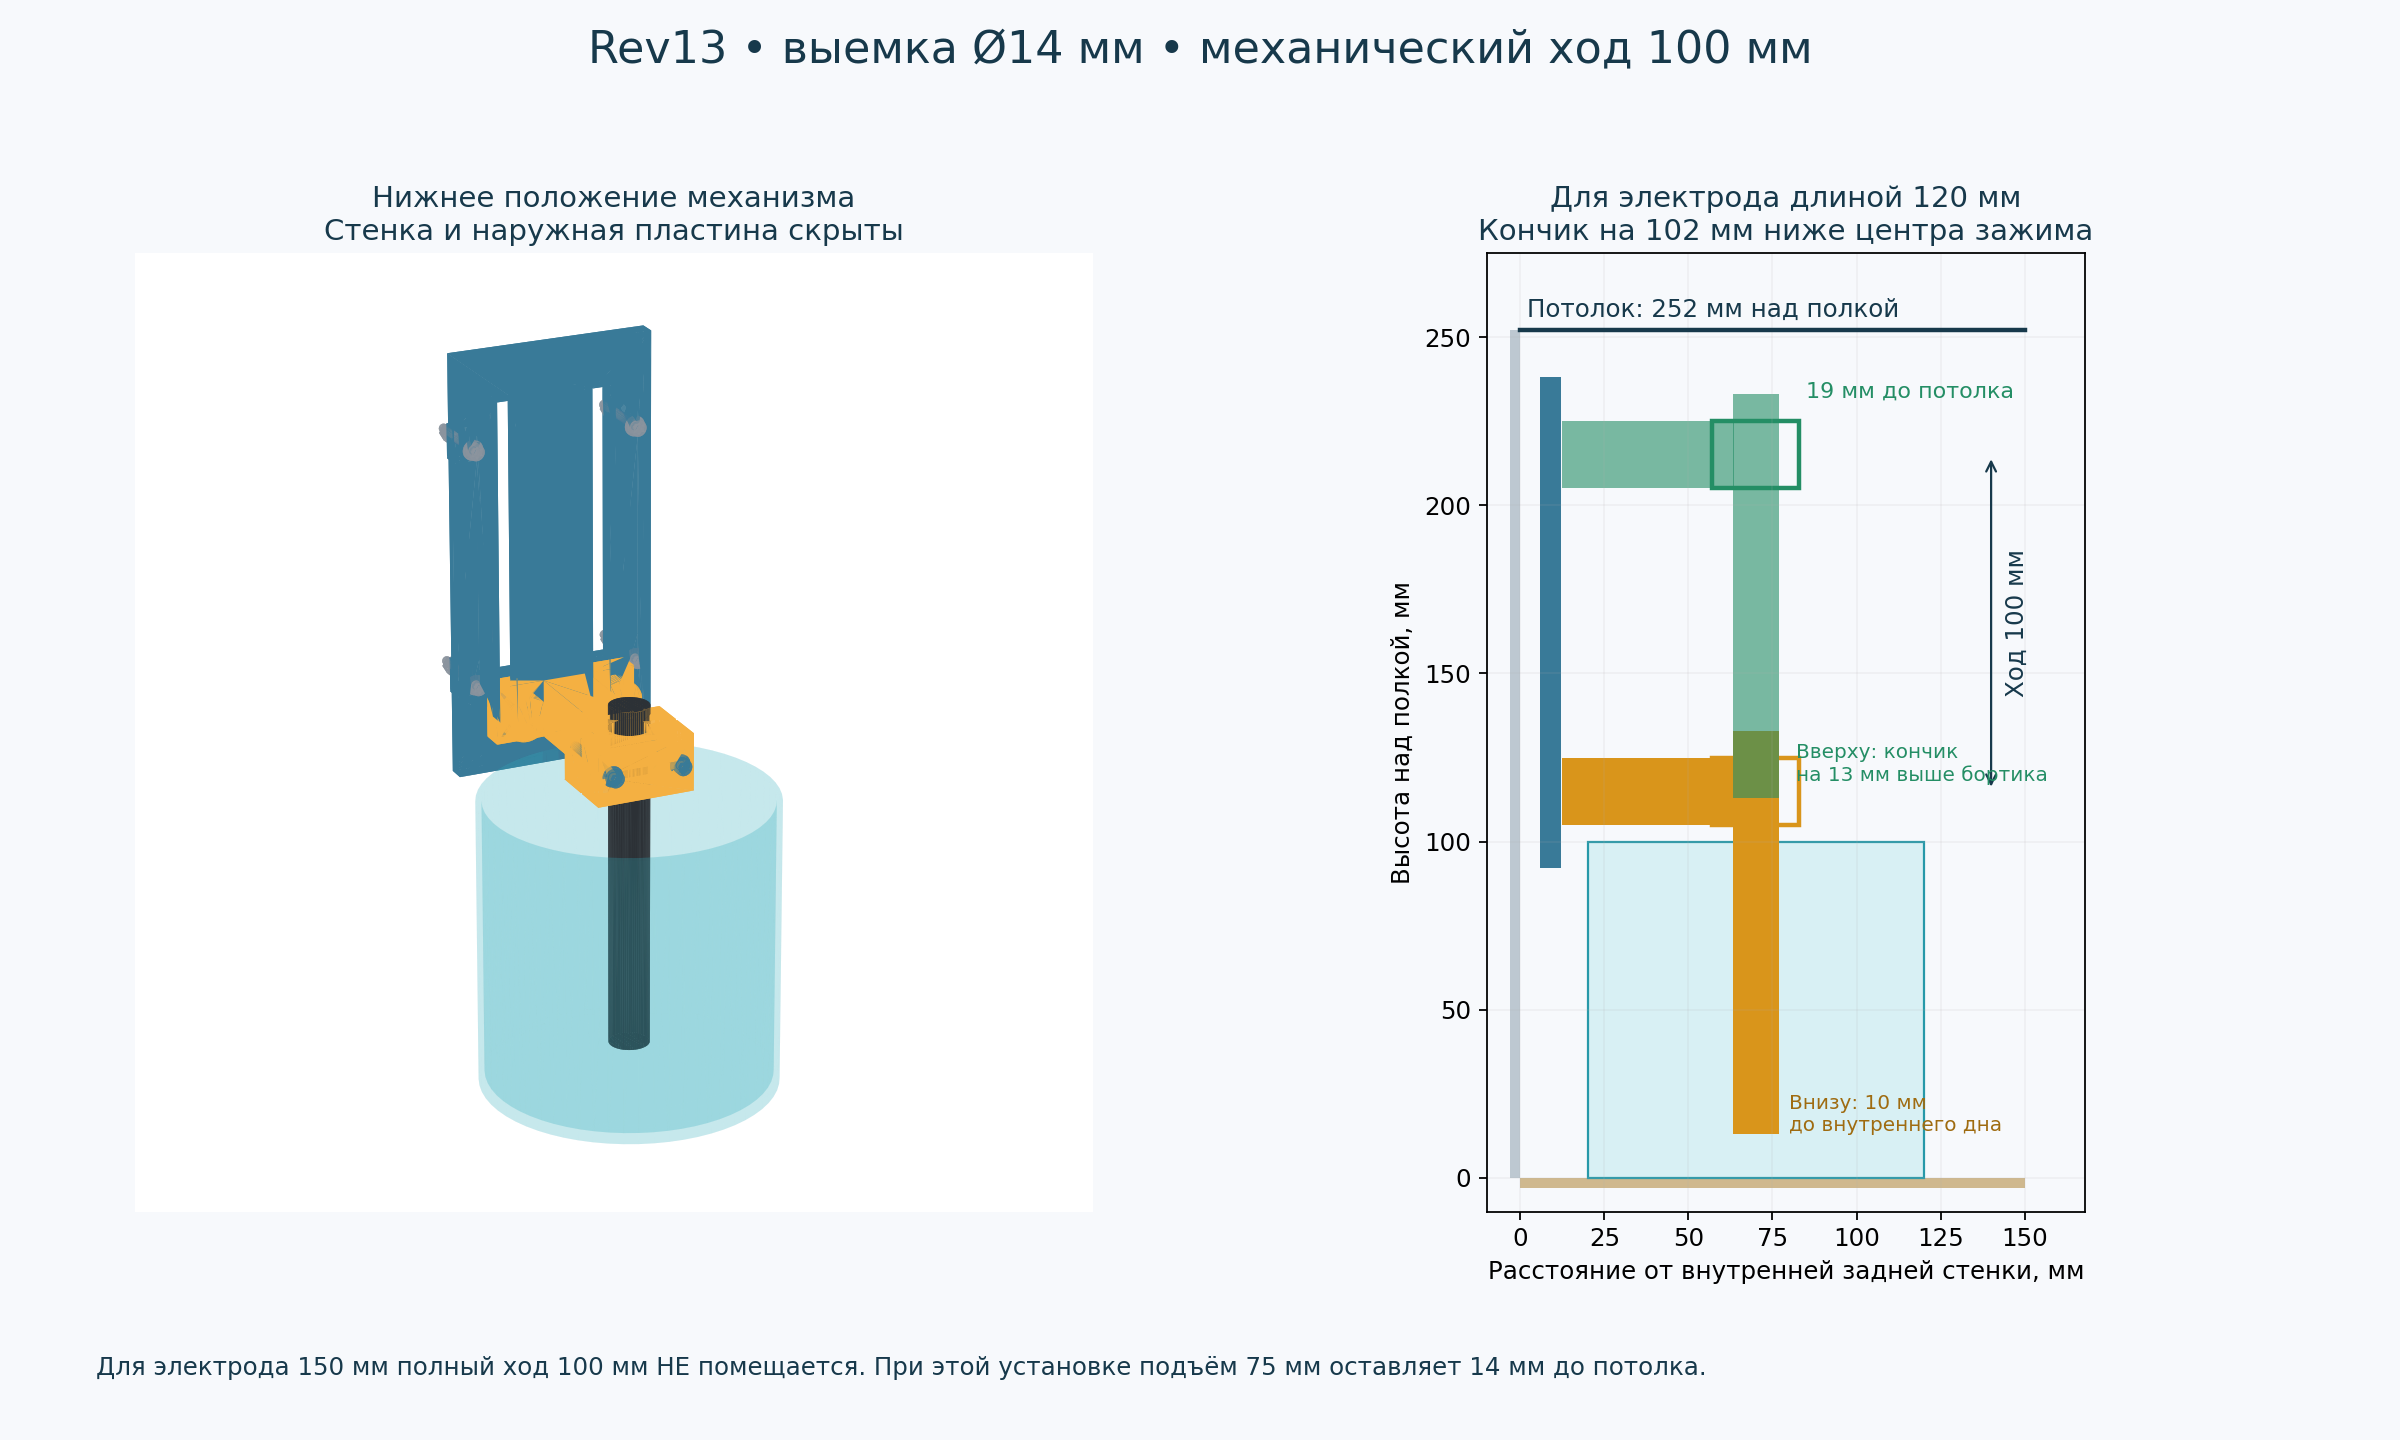 Rev13 • выемка Ø14 мм • механический ход 100 мм
Нижнее положение механизма
Стенка и наружная пластина скрыты
Для электрода длиной 120 мм
Кончик на 102 мм ниже центра зажима
Потолок: 252 мм над полкой
19 мм до потолка
Ход 100 мм
Вверху: кончик
на 13 мм выше бортика
Внизу: 10 мм
до внутреннего дна
Высота над полкой, мм
250
200
150
100
50
0
0 25 50 75 100 125 150
Расстояние от внутренней задней стенки, мм
Для электрода 150 мм полный ход 100 мм НЕ помещается. При этой установке подъём 75 мм оставляет 14 мм до потолка.